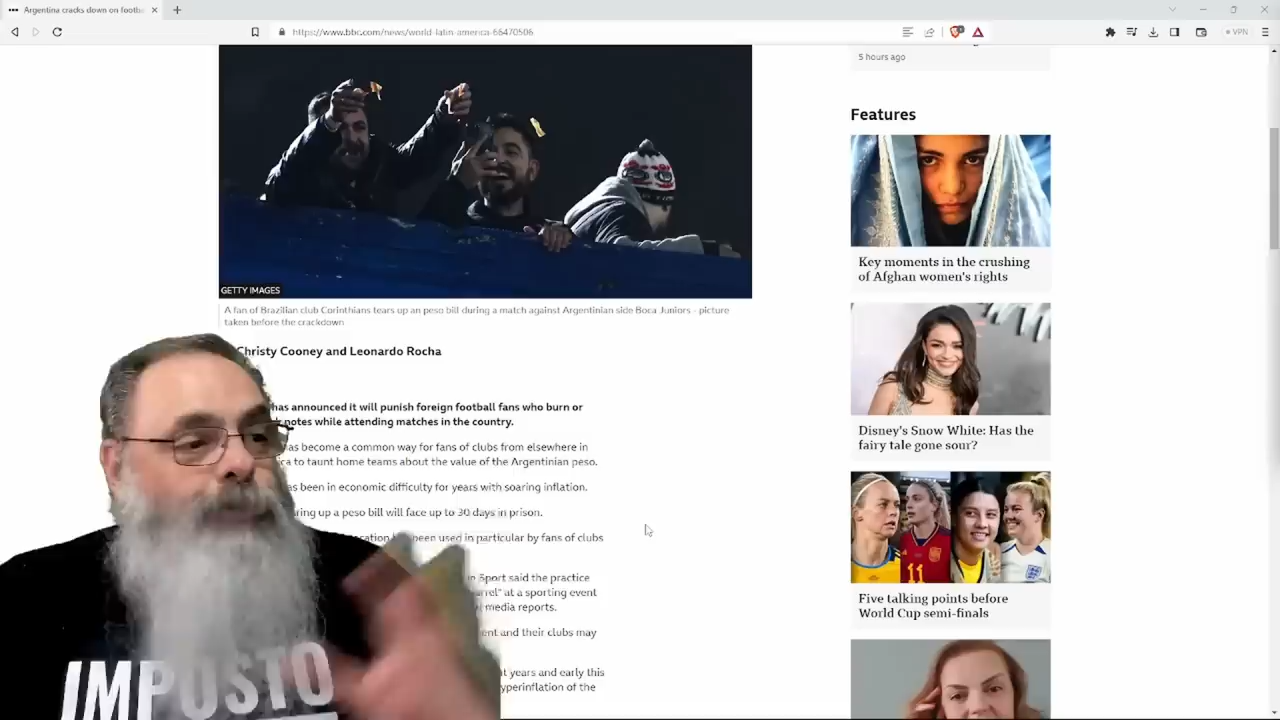 Argentina cracks down on footb
https://www.bbc.com/news/world-latin-america-66470506
VPN
5 hours ago
Features
GETTY IMAGES
A fan of Brazilian club Corinthians tears up an peso bill during a match against Argentinian side Boca Juniors - picture
taken before the crackdown
Christy Cooney and Leonardo Rocha
has announced it will punish foreign football fans who burn or
notes while attending matches in the country.
has become a common way for fans of clubs from elsewhere in
to taunt home teams about the value of the Argentinian peso.
been in economic difficulty for years with soaring inflation.
up a peso bill will face up to 30 days in prison.
been used in particular by fans of clubs
Sport said the practice
at a sporting event
media reports.
and their clubs may
years and early this
of the
Key moments in the crushing
of Afghan women's rights
Disney's Snow White: Has the
fairy tale gone sour?
11
Five talking points before
World Cup semi-finals
IMPOSTO